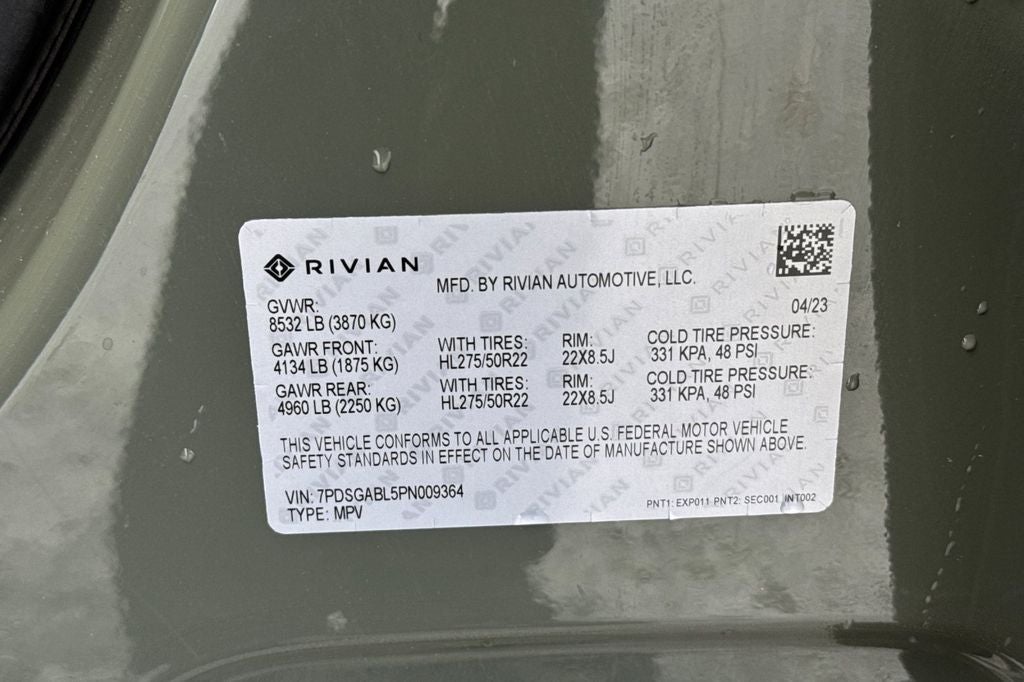 RIVIAN
MFD. BY RIVIAN AUTOMOTIVE, LLC.
04/23
GVWR:
8532 LB (3870 KG)
GAWR FRONT: WITH TIRES: RIM: COLD TIRE PRESSURE:
4134 LB (1875 KG) HL275/50R22 22X8.5J 331 KPA, 48 PSI
GAWR REAR: WITH TIRES: RIM: COLD TIRE PRESSURE:
4960 LB (2250 KG) HL275/50R22 22X8.5J 331 KPA, 48 PSI
THIS VEHICLE CONFORMS TO ALL APPLICABLE U.S. FEDERAL MOTOR VEHICLE
SAFETY STANDARDS IN EFFECT ON THE DATE OF MANUFACTURE SHOWN ABOVE.
VIN: 7PDSGABL5PN009364
TYPE: MPV
PNT1: EXP011 PNT2: SEC001 INT002